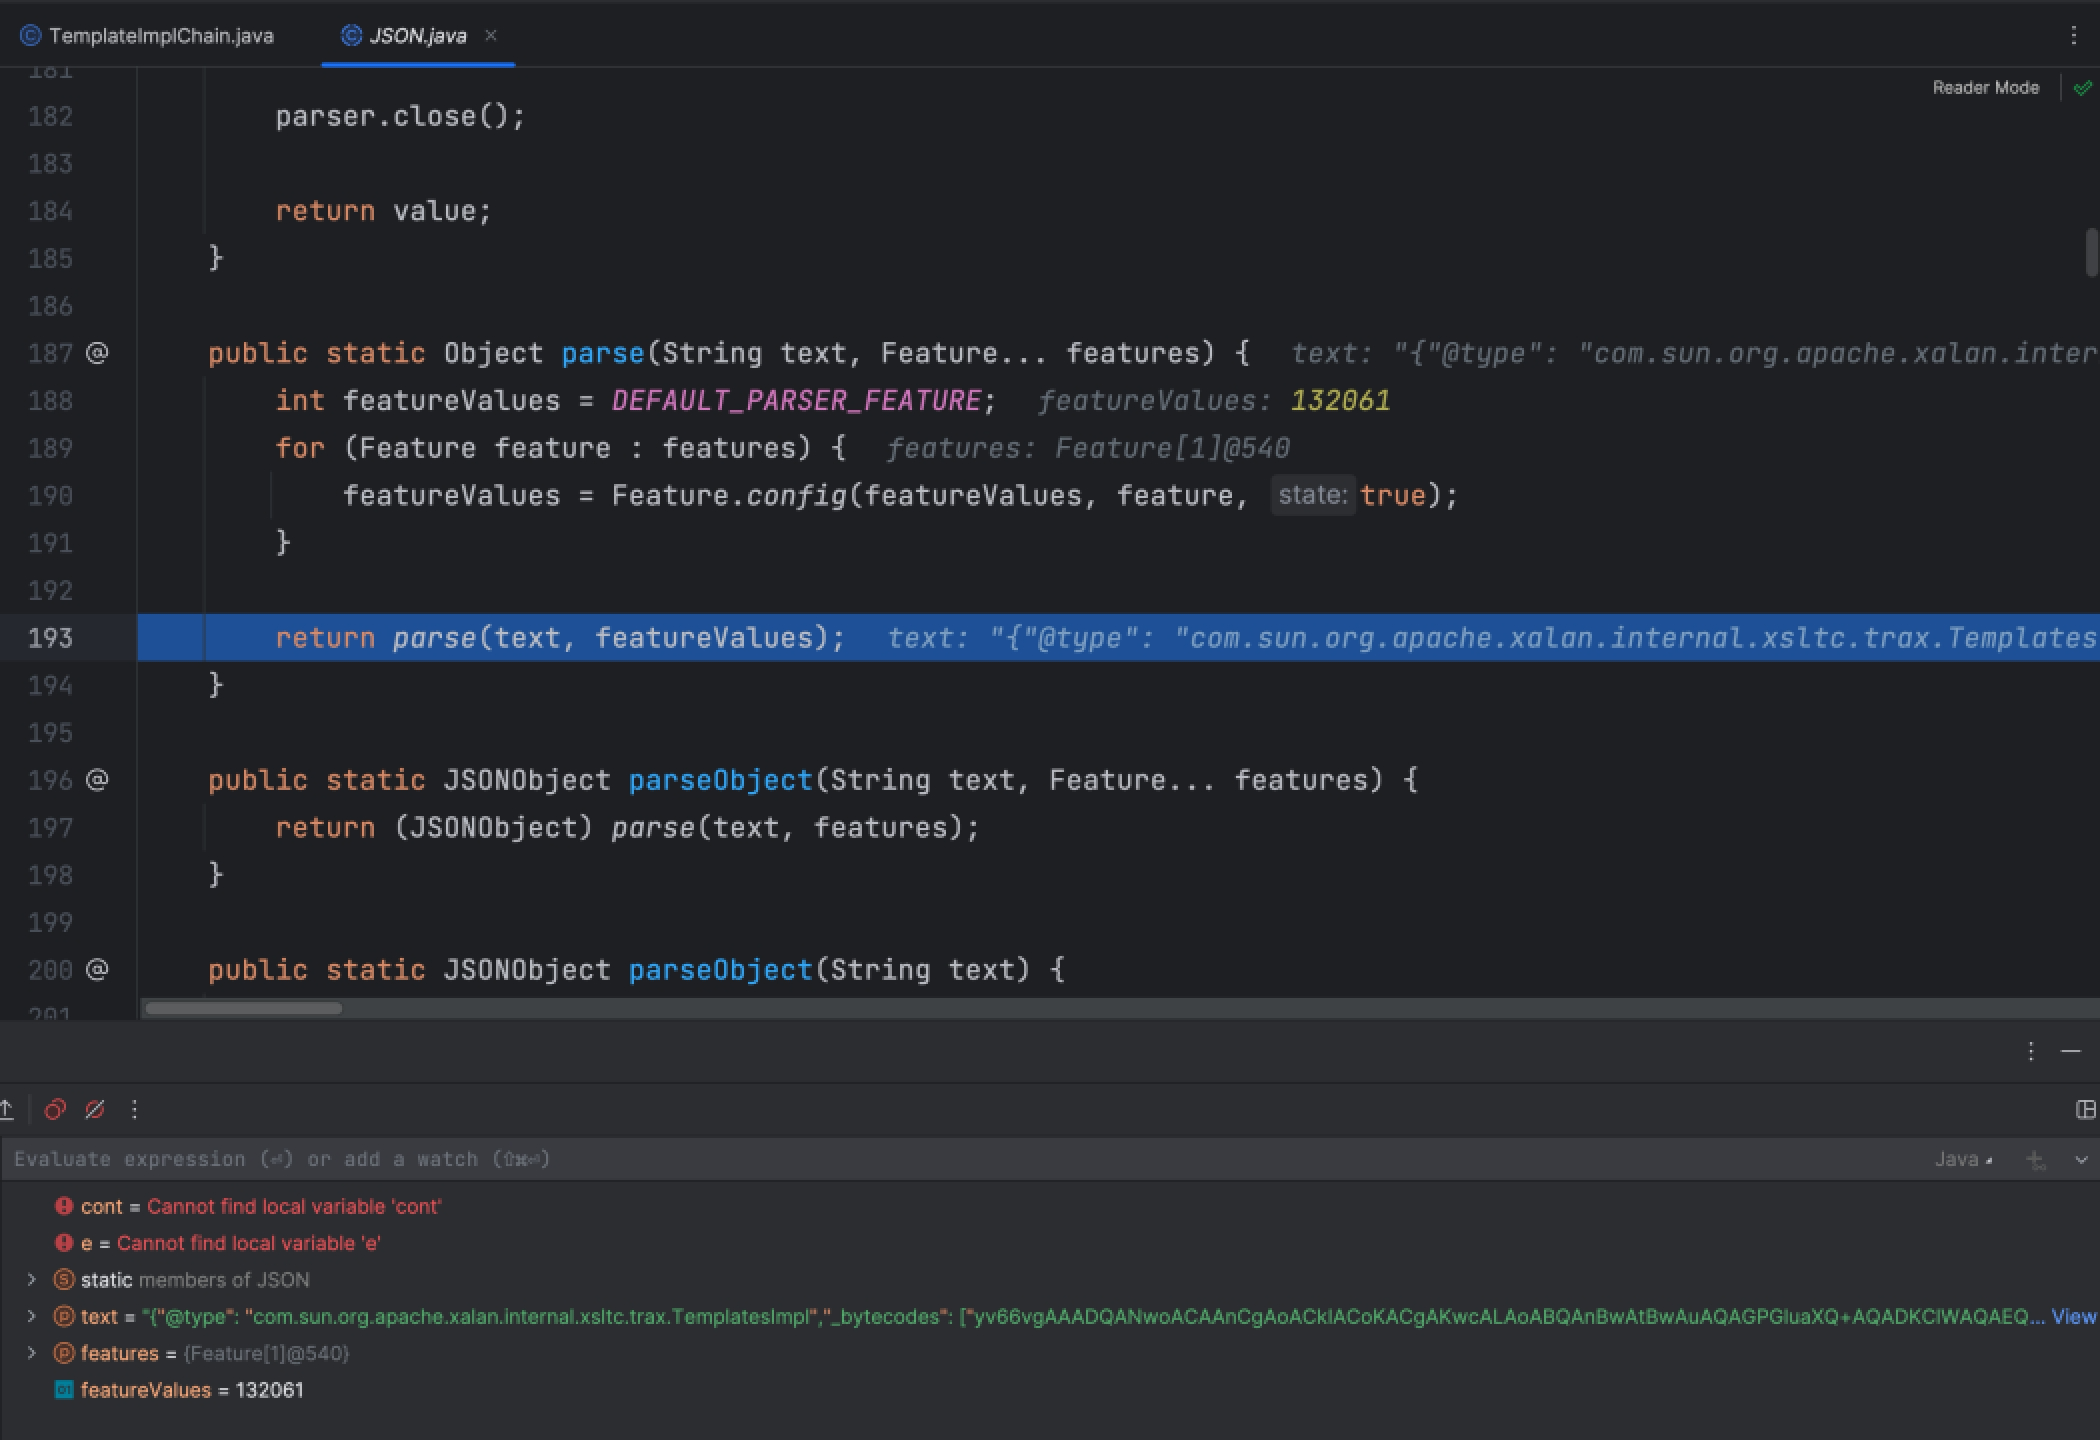 TemplateImplChain.java JSON.java
181
Reader Mode
182 parser.close();
183
184 return value;
185 }
186
187 @ public static Object parse(String text, Feature... features) { text: "{"@type": "com.sun.org.apache.xalan.inter
188 int featureValues = DEFAULT_PARSER_FEATURE; featureValues: 132061
189 for (Feature feature : features) { features: Feature[1]@540
190 featureValues = Feature.config(featureValues, feature, state: true);
191 }
192
193 return parse(text, featureValues); text: "{"@type": "com.sun.org.apache.xalan.internal.xsltc.trax.Templates
194 }
195
196 @ public static JSONObject parseObject(String text, Feature... features) {
197 return (JSONObject) parse(text, features);
198 }
199
200 @ public static JSONObject parseObject(String text) {
201
Evaluate expression (⏎) or add a watch (⇧⌘⏎) Java
cont = Cannot find local variable 'cont'
e = Cannot find local variable 'e'
static members of JSON
text = "{"@type": "com.sun.org.apache.xalan.internal.xsltc.trax.TemplatesImpl","_bytecodes": ["yv66vgAAADQANwoACAAnCgAoACkIACoKACgAKwcALAoABQAnBwAtBwAuAQAGPGluaXQ+AQADKClWAQAEQ... View
features = {Feature[1]@540}
featureValues = 132061